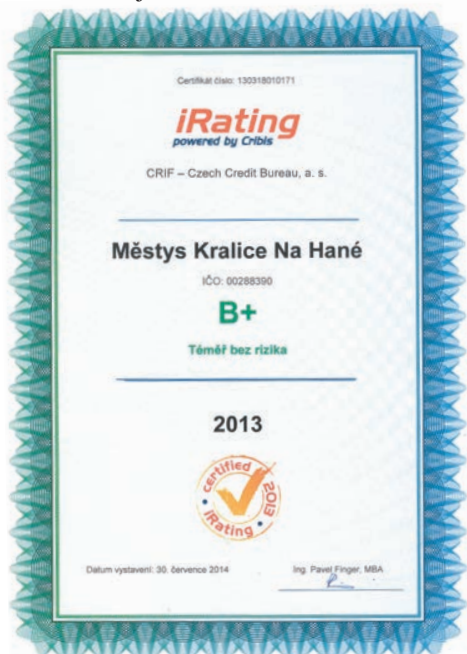 Certifikát číslo: 130318010171
iRating
powered by Cribis
CRIF – Czech Credit Bureau, a. s.
Městys Kralice Na Hané
IČO: 00288390
B+
Téměř bez rizika
2013
certified
2013
iRating
Datum vystavení: 30. července 2014
Ing. Pavel Finger, MBA